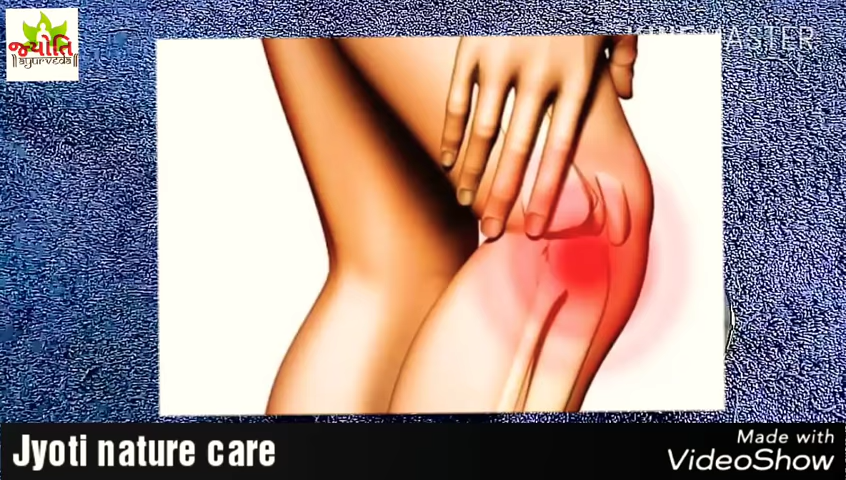 જ્યોતિ
||ayurveda||
Jyoti nature care
Made with
VideoShow